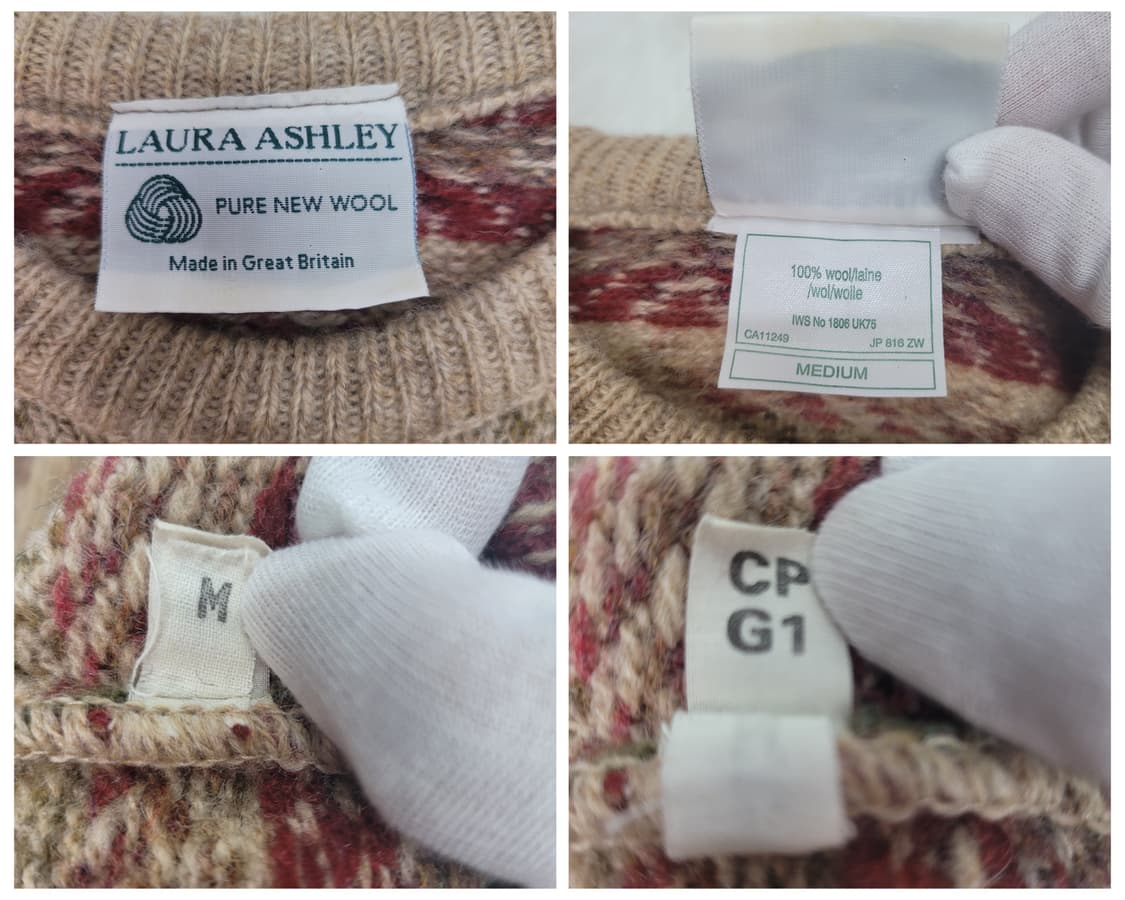 LAURA ASHLEY
PURE NEW WOOL
Made in Great Britain
100% wool/laine
/wol/wolle
IWS No 1806 UK75
CA11249 JP 816 ZW
MEDIUM
M
CP
G1